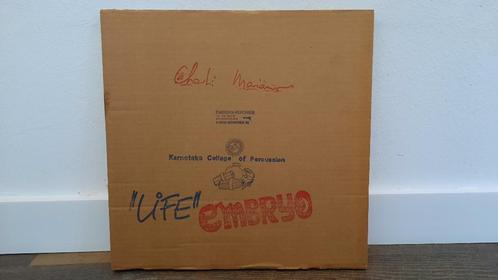 Charli Mariano
Karnataka College of Percussion
"LiFE" EMBRYO